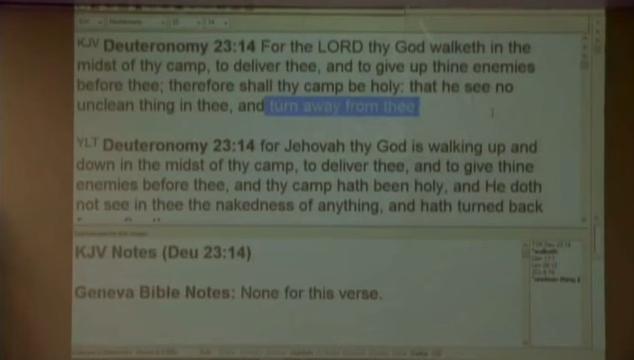 KJV Deuteronomy 23:14 For the LORD thy God walketh in the
midst of thy camp, to deliver thee, and to give up thine enemies
before thee; therefore shall thy camp be holy: that he see no
unclean thing in thee, and turn away from thee.
YLT Deuteronomy 23:14 for Jehovah thy God is walking up and
down in the midst of thy camp, to deliver thee, and to give thine
enemies before thee, and thy camp hath been holy, and He doth
not see in thee the nakedness of anything, and hath turned back
KJV Notes (Deu 23:14)
Geneva Bible Notes: None for this verse.